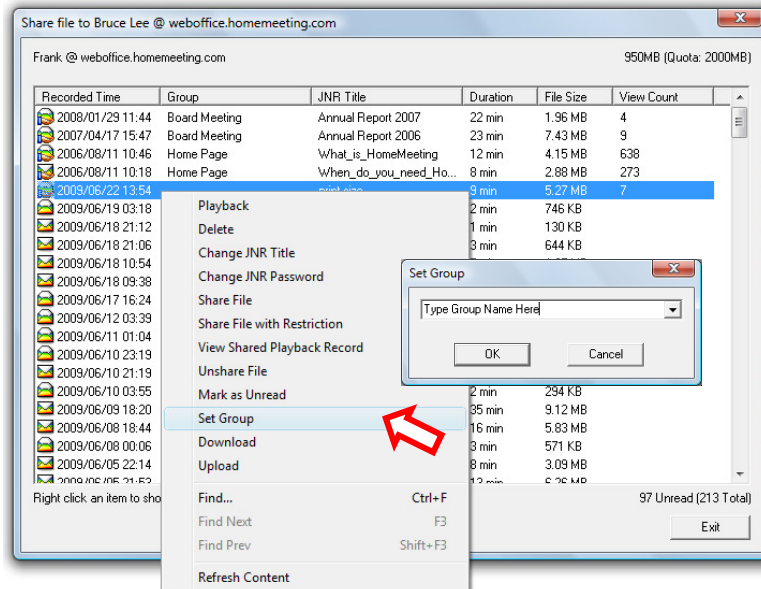 Share file to Bruce Lee @ weboffice.homemeeting.com
Frank @ weboffice.homemeeting.com 950MB (Quota: 2000MB)
Recorded Time Group JNR Title Duration File Size View Count
2008/01/29 11:44 Board Meeting Annual Report 2007 22 min 1.96 MB 4
2007/04/17 15:47 Board Meeting Annual Report 2006 23 min 7.43 MB 9
2006/08/11 10:46 Home Page What_is_HomeMeeting 12 min 4.15 MB 638
2006/08/11 10:18 Home Page When_do_you_need_Ho... 8 min 2.88 MB 273
2009/06/22 13:54 print size 9 min 5.27 MB 7
2009/06/19 03:18 2 min 746 KB
2009/06/18 21:12 1 min 130 KB
2009/06/18 21:06 3 min 644 KB
2009/06/18 10:54
2009/06/18 09:38
2009/06/17 16:24
2009/06/12 03:39
2009/06/11 01:04
2009/06/10 23:19
2009/06/10 21:19
2009/06/10 03:55 2 min 294 KB
2009/06/09 18:20 35 min 9.12 MB
2009/06/08 18:44 16 min 5.83 MB
2009/06/08 00:06 3 min 571 KB
2009/06/05 22:14 8 min 3.09 MB
2009/06/05 21:53 12 min 6.26 MB
Right click an item to sho 97 Unread (213 Total)
Exit
Playback
Delete
Change JNR Title
Change JNR Password
Share File
Share File with Restriction
View Shared Playback Record
Unshare File
Mark as Unread
Set Group
Download
Upload
Find... Ctrl+F
Find Next F3
Find Prev Shift+F3
Refresh Content
Set Group
Type Group Name Here
OK Cancel